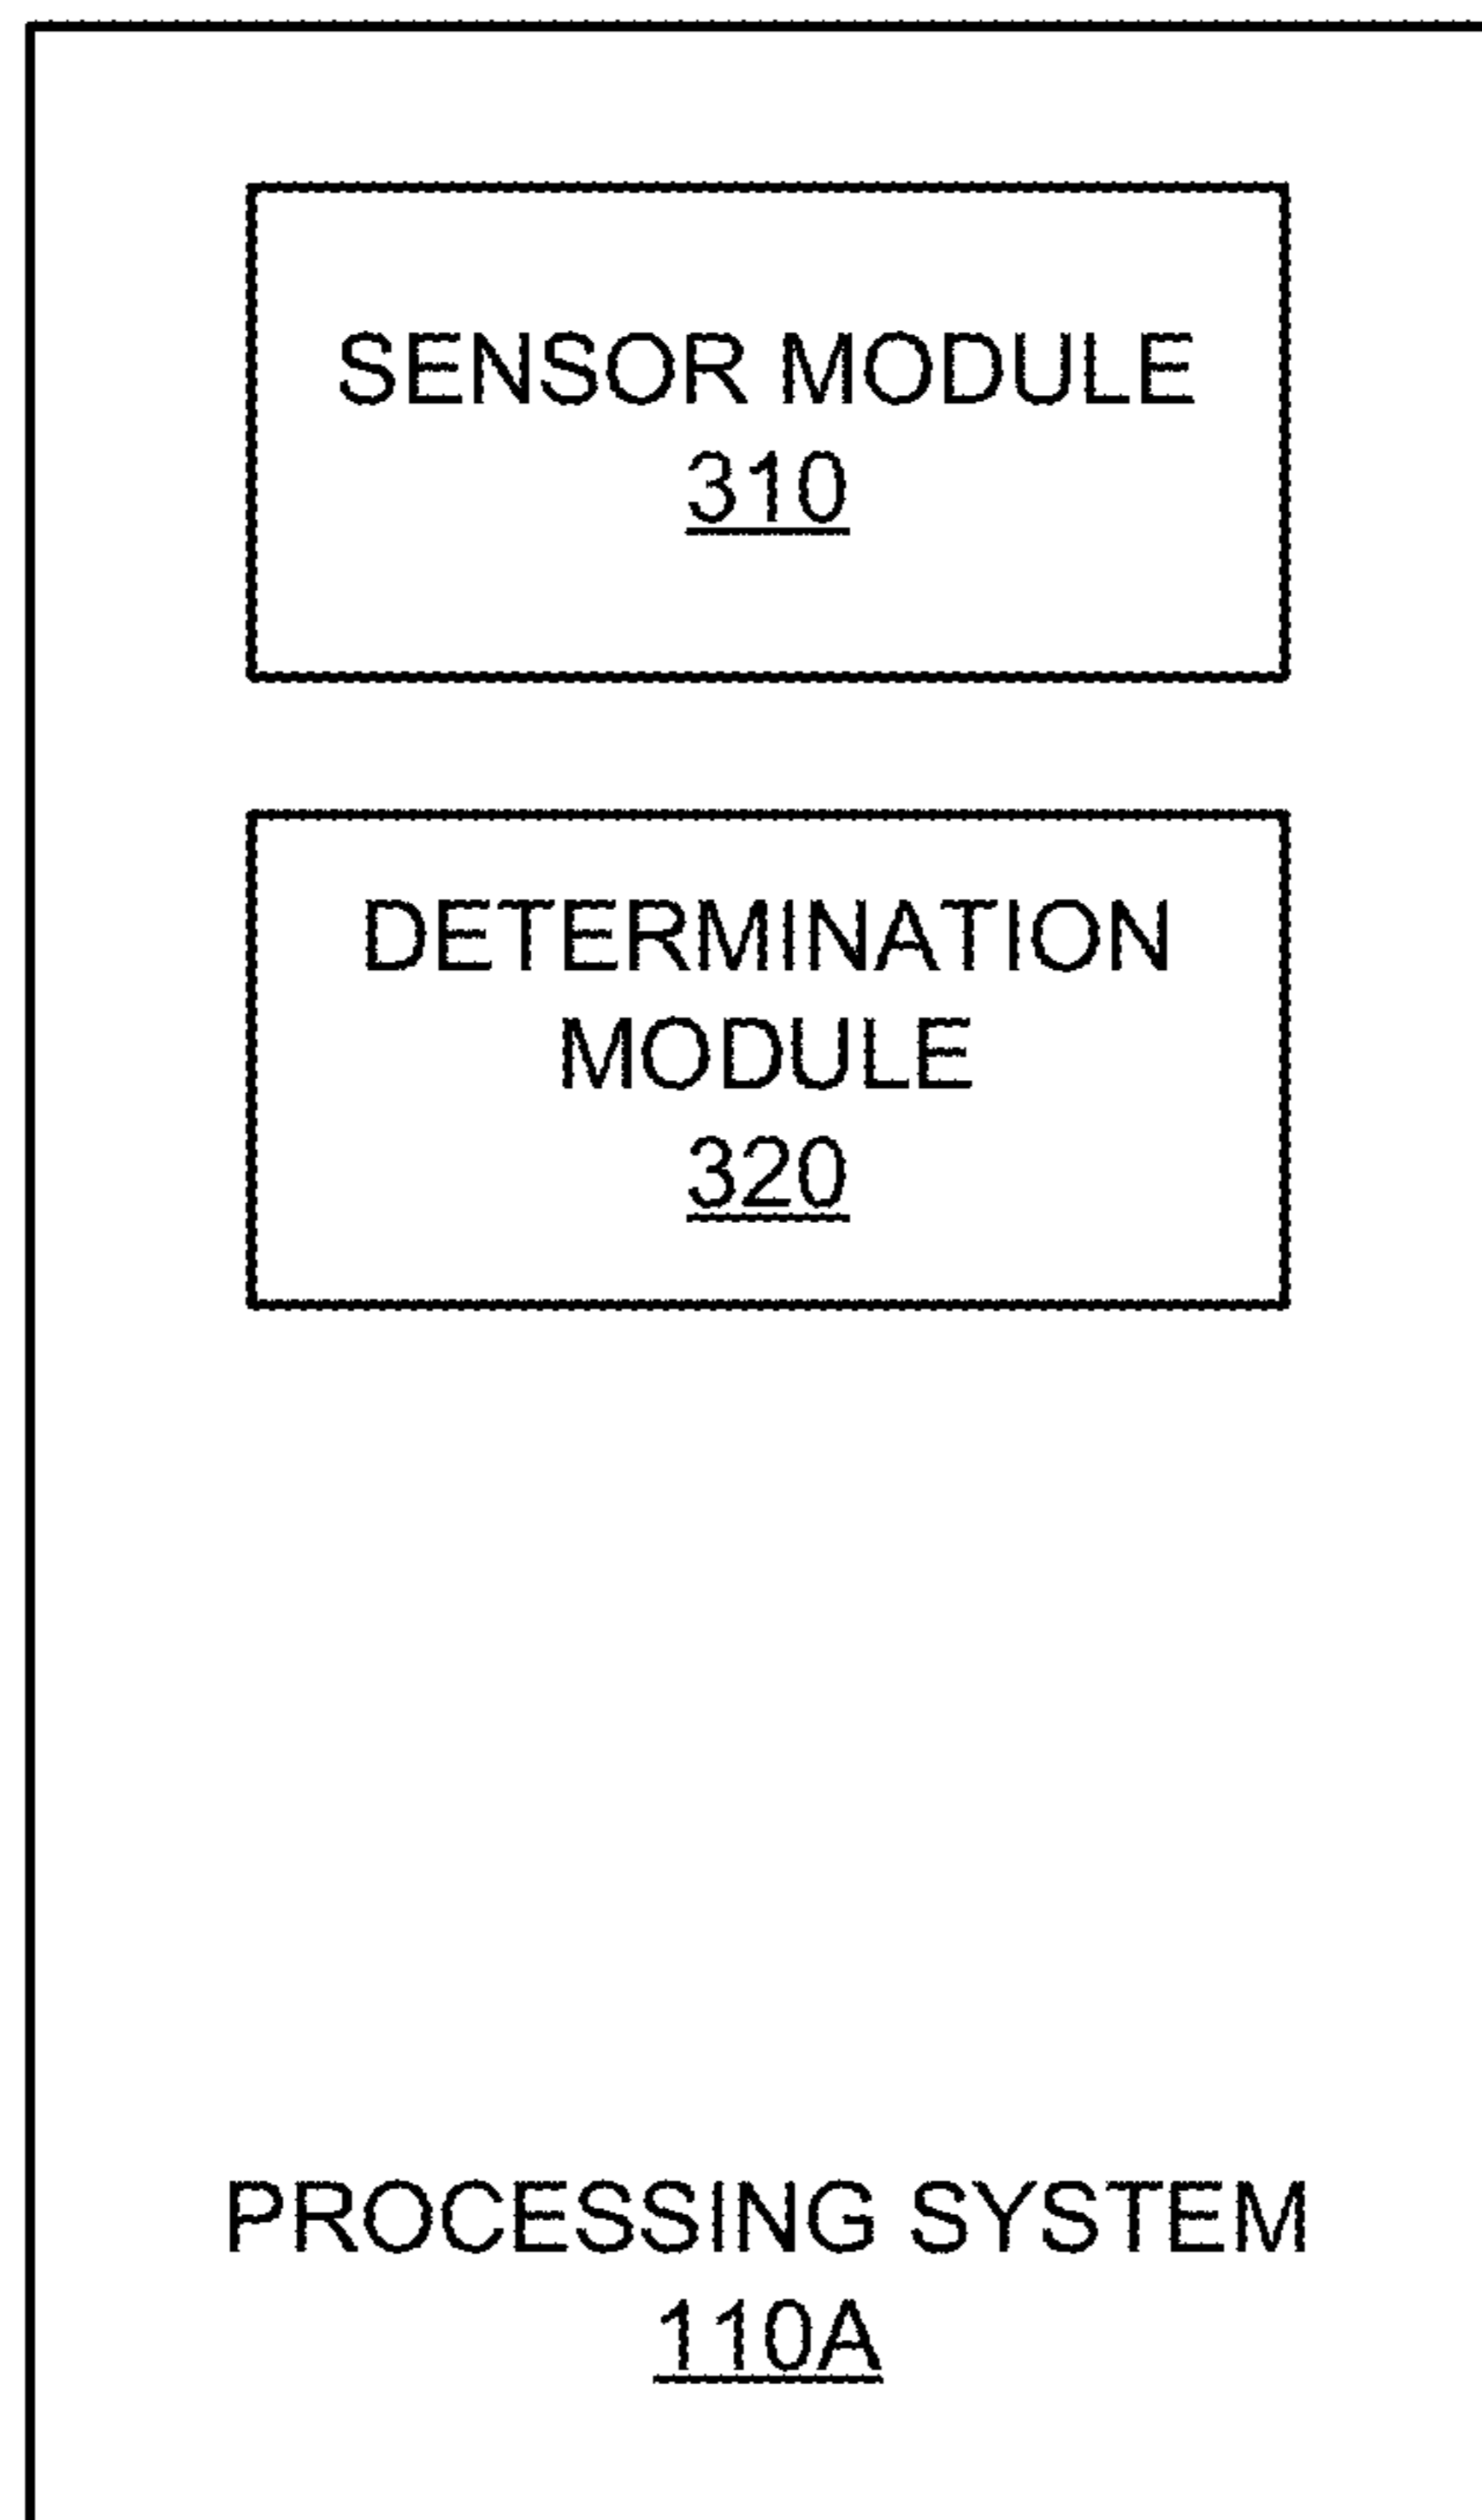 SENSOR MODULE
310
DETERMINATION
MODULE
320
PROCESSING SYSTEM
110A